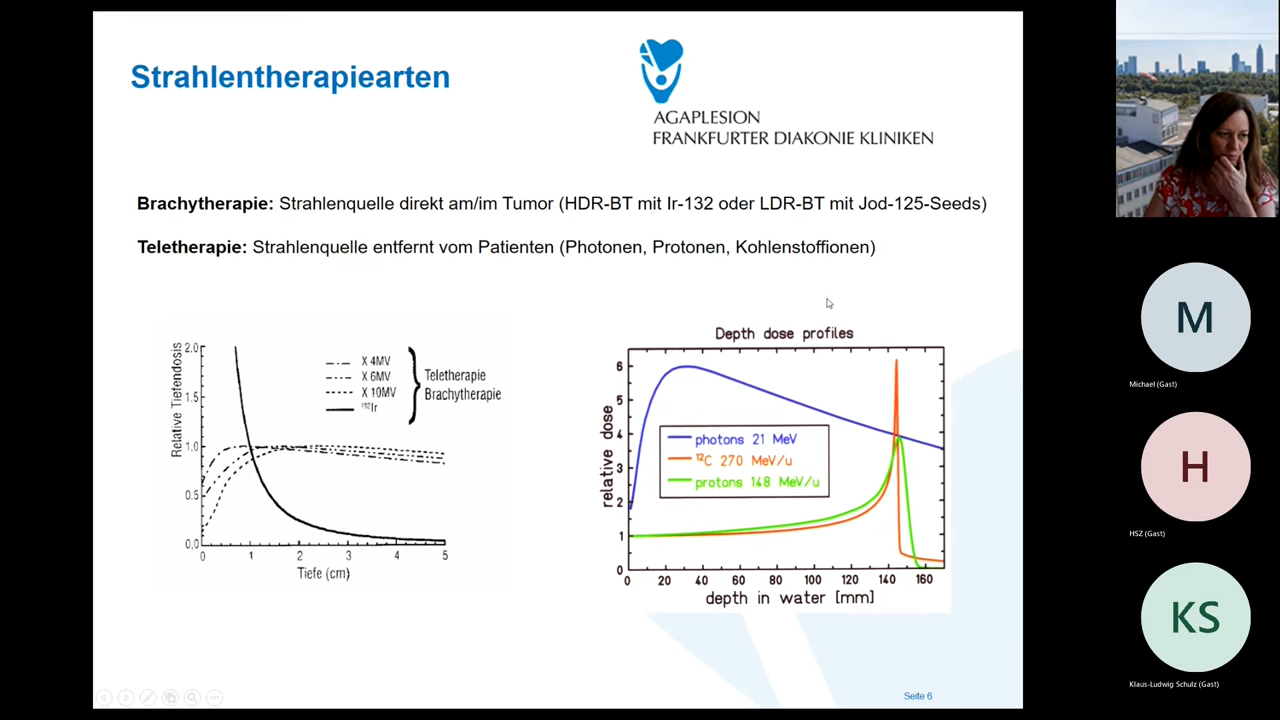 Strahlentherapiearten
AGAPLESION
FRANKFURTER DIAKONIE KLINIKEN
Brachytherapie: Strahlenquelle direkt am/im Tumor (HDR-BT mit Ir-132 oder LDR-BT mit Jod-125-Seeds)
Teletherapie: Strahlenquelle entfernt vom Patienten (Photonen, Protonen, Kohlenstoffionen)
Relative Tiefendosis
2.0
1.5
1.0
0.5
0.0
X 4MV
X 6MV
X 10MV
192Ir
Teletherapie
Brachytherapie
0 1 2 3 4 5
Tiefe (cm)
Depth dose profiles
relative dose
6
5
4
3
2
1
0
photons 21 MeV
12C 270 MeV/u
protons 148 MeV/u
0 20 40 60 80 100 120 140 160
depth in water [mm]
Seite 6
M
Michael (Gast)
H
HSZ (Gast)
KS
Klaus-Ludwig Schulz (Gast)